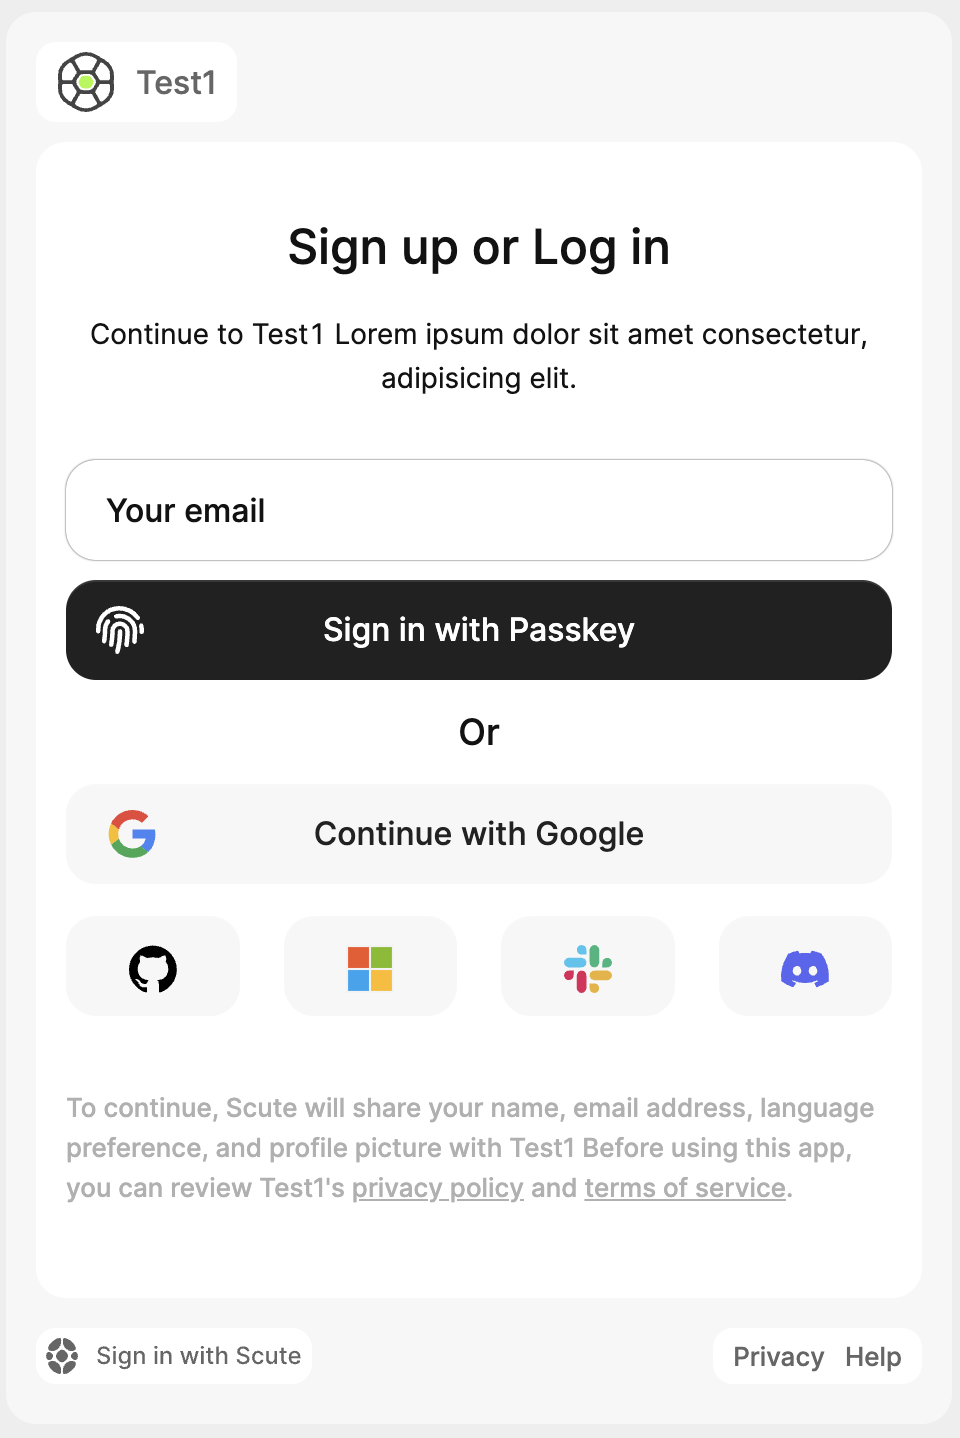 Test1
Sign up or Log in
Continue to Test1 Lorem ipsum dolor sit amet consectetur,
adipisicing elit.
Your email
Sign in with Passkey
Or
Continue with Google
To continue, Scute will share your name, email address, language
preference, and profile picture with Test1 Before using this app,
you can review Test1's privacy policy and terms of service.
Sign in with Scute
Privacy Help